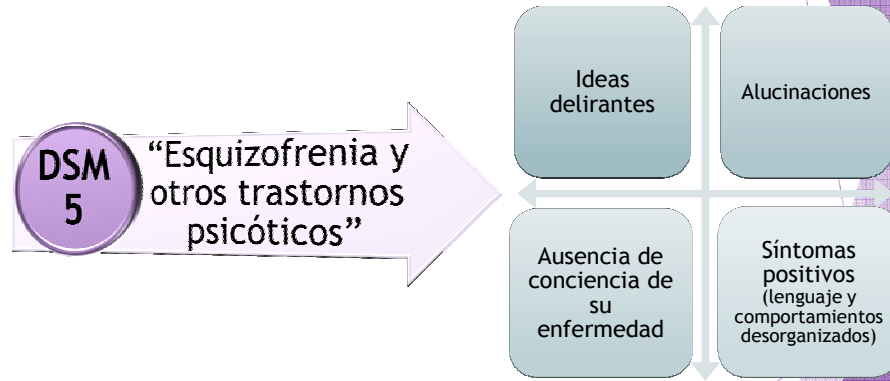 DSM
5
“Esquizofrenia y
otros trastornos
psicóticos”
Ideas
delirantes
Alucinaciones
Ausencia de
conciencia de
su
enfermedad
Síntomas
positivos
(lenguaje y
comportamientos
desorganizados)